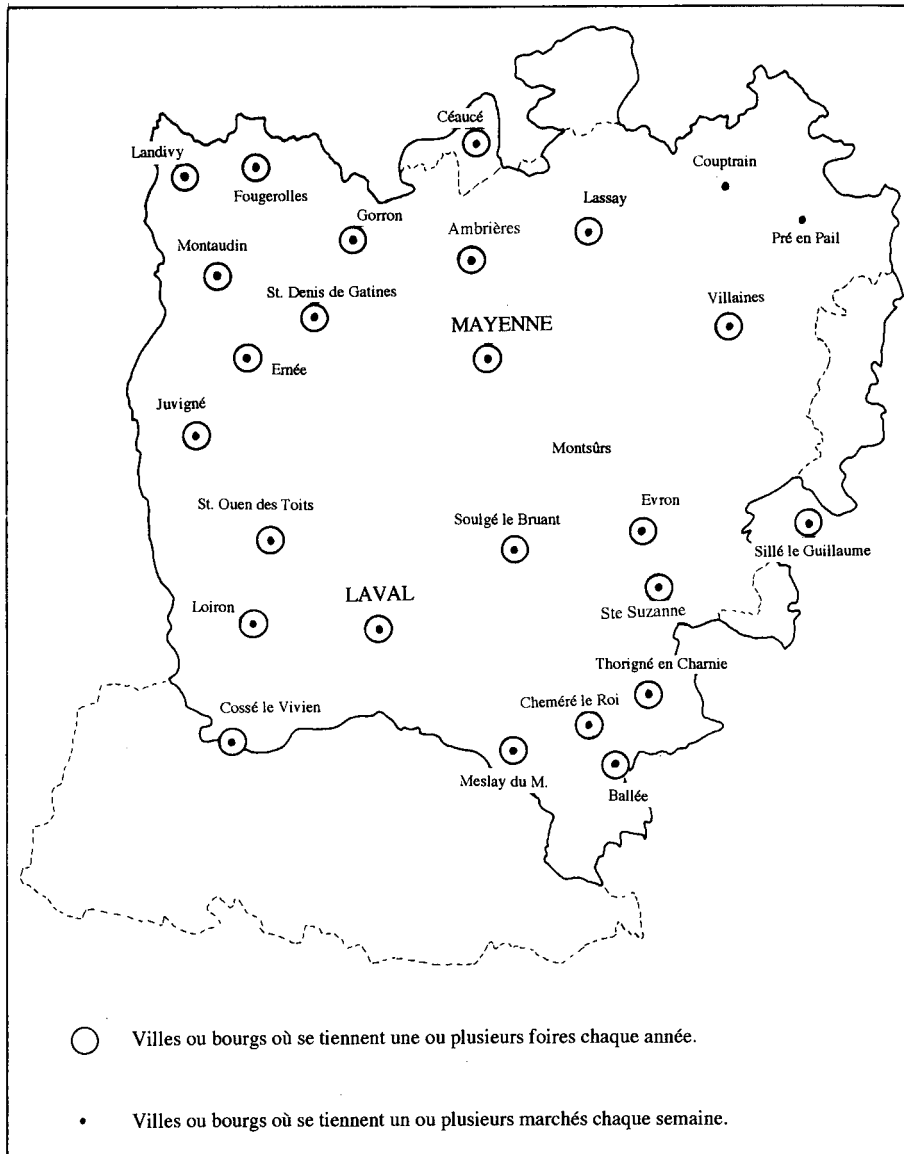 Céaucé
Landivy
Fougerolles
Couptrain
Lassay
Gorron
Ambrières
Pré en Pail
Montaudin
St. Denis de Gatines
Villaines
MAYENNE
Ernée
Juvigné
Montsûrs
St. Ouen des Toits
Evron
Soulgé le Bruant
Sillé le Guillaume
LAVAL
Loiron
Ste Suzanne
Thorigné en Charnie
Cossé le Vivien
Cheméré le Roi
Meslay du M.
Ballée
Villes ou bourgs où se tiennent une ou plusieurs foires chaque année.
Villes ou bourgs où se tiennent un ou plusieurs marchés chaque semaine.